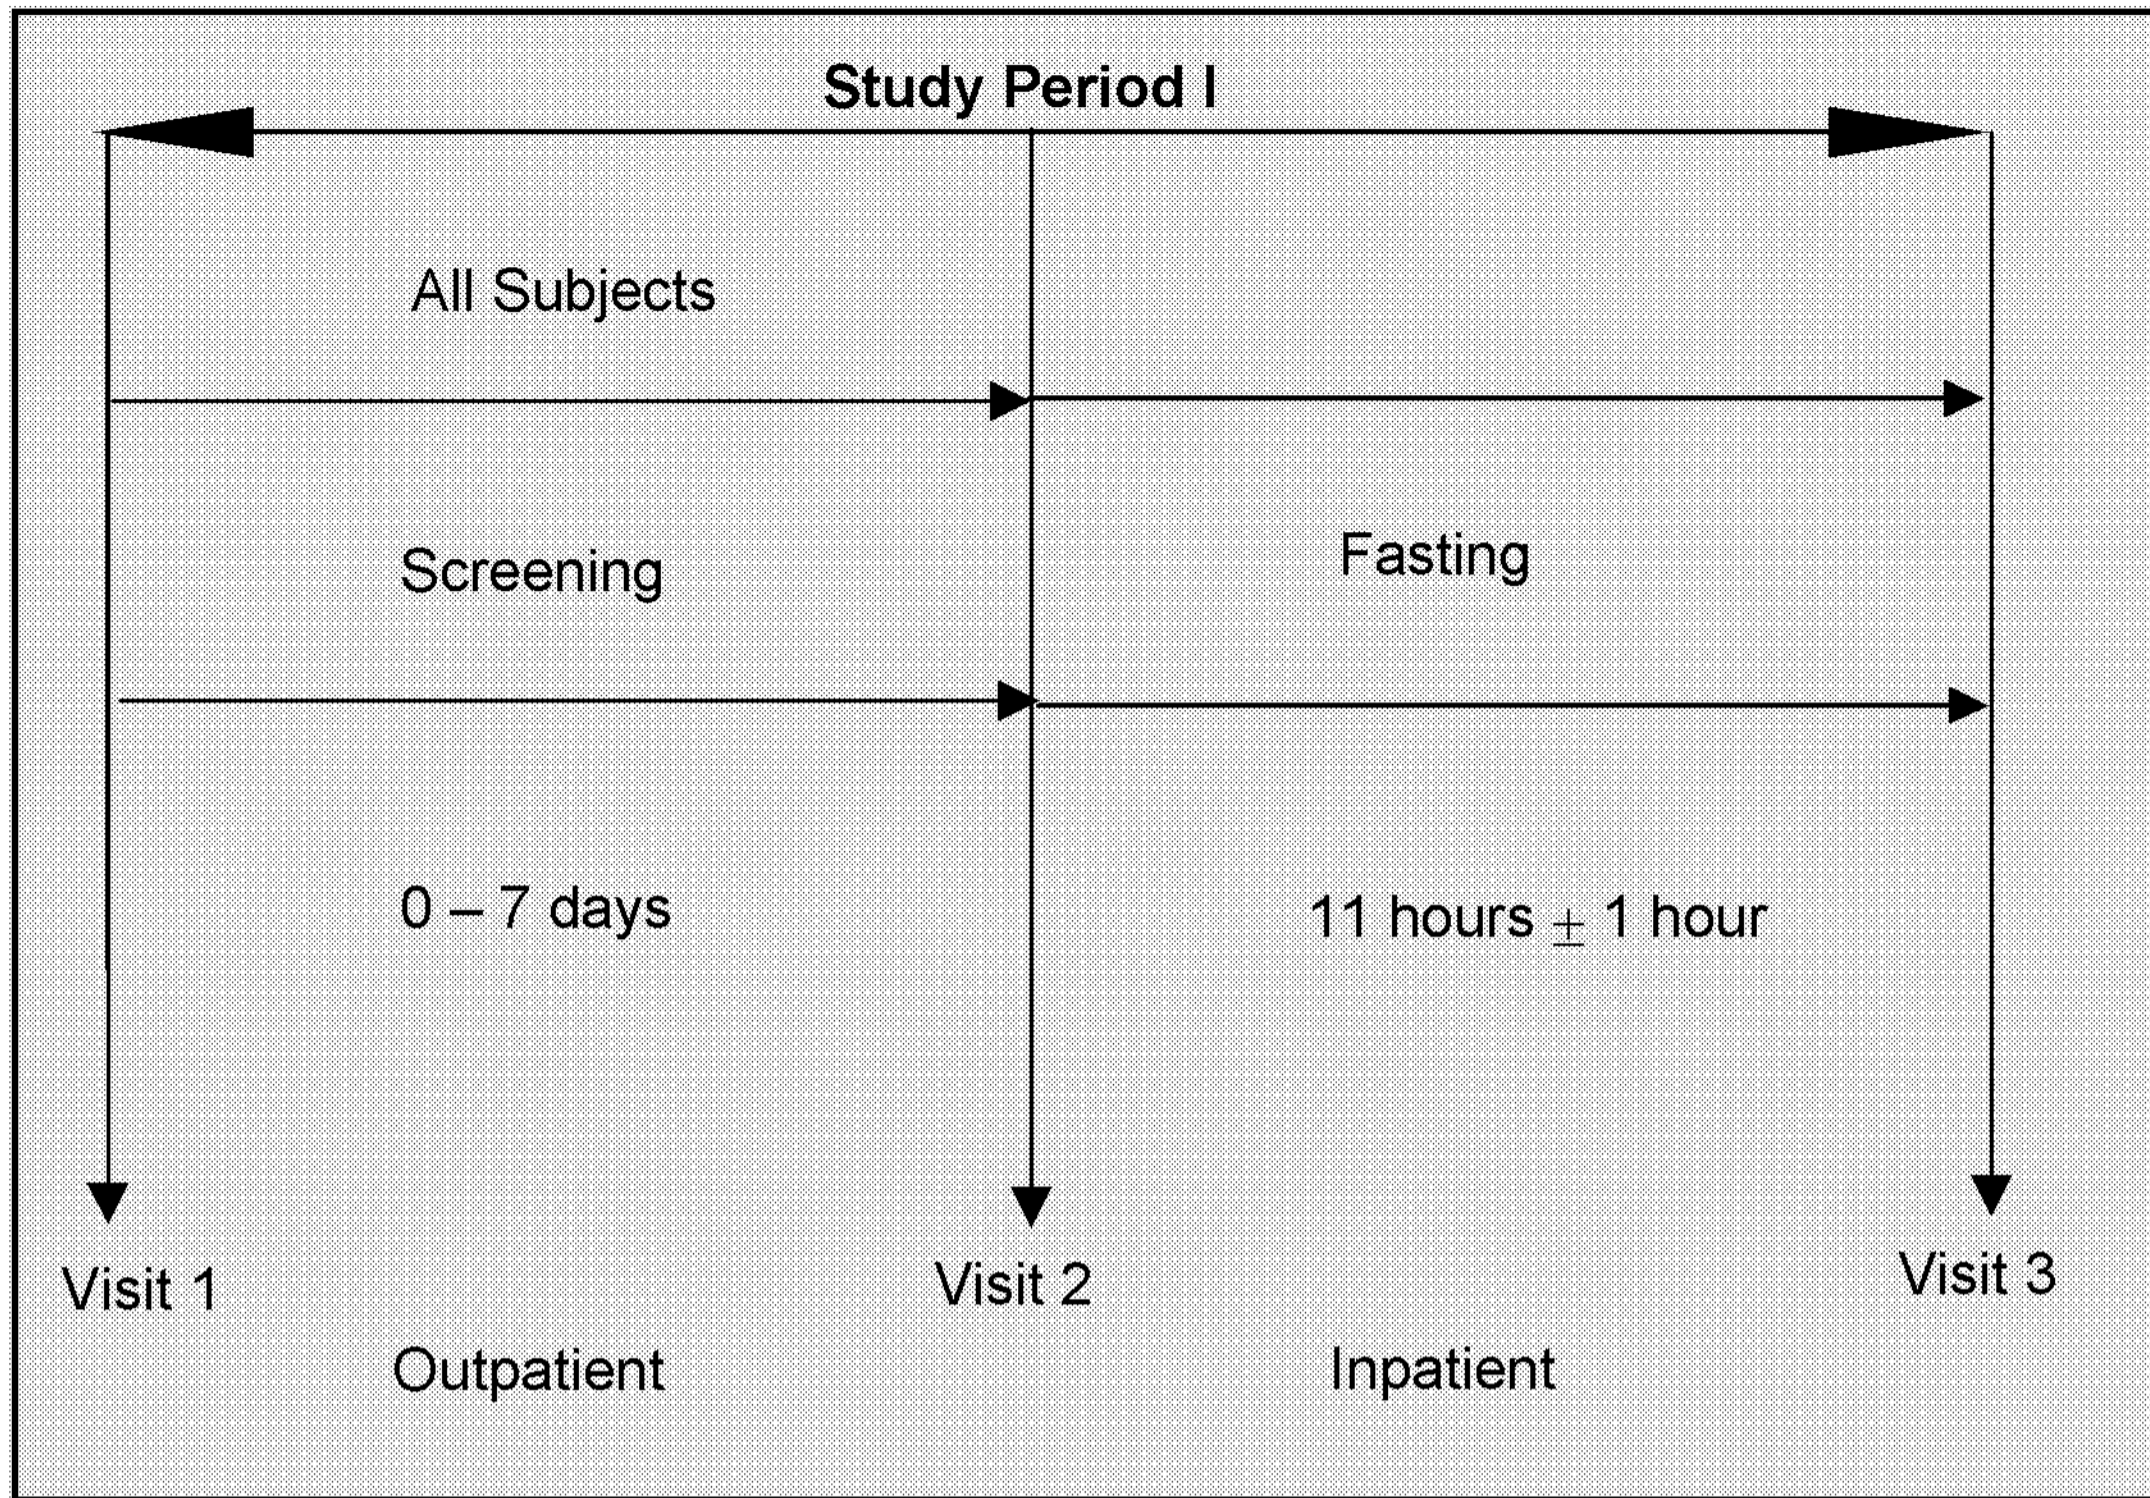 Study Period I
All Subjects
Screening
Fasting
0 – 7 days
11 hours ± 1 hour
Visit 1
Visit 2
Visit 3
Outpatient
Inpatient